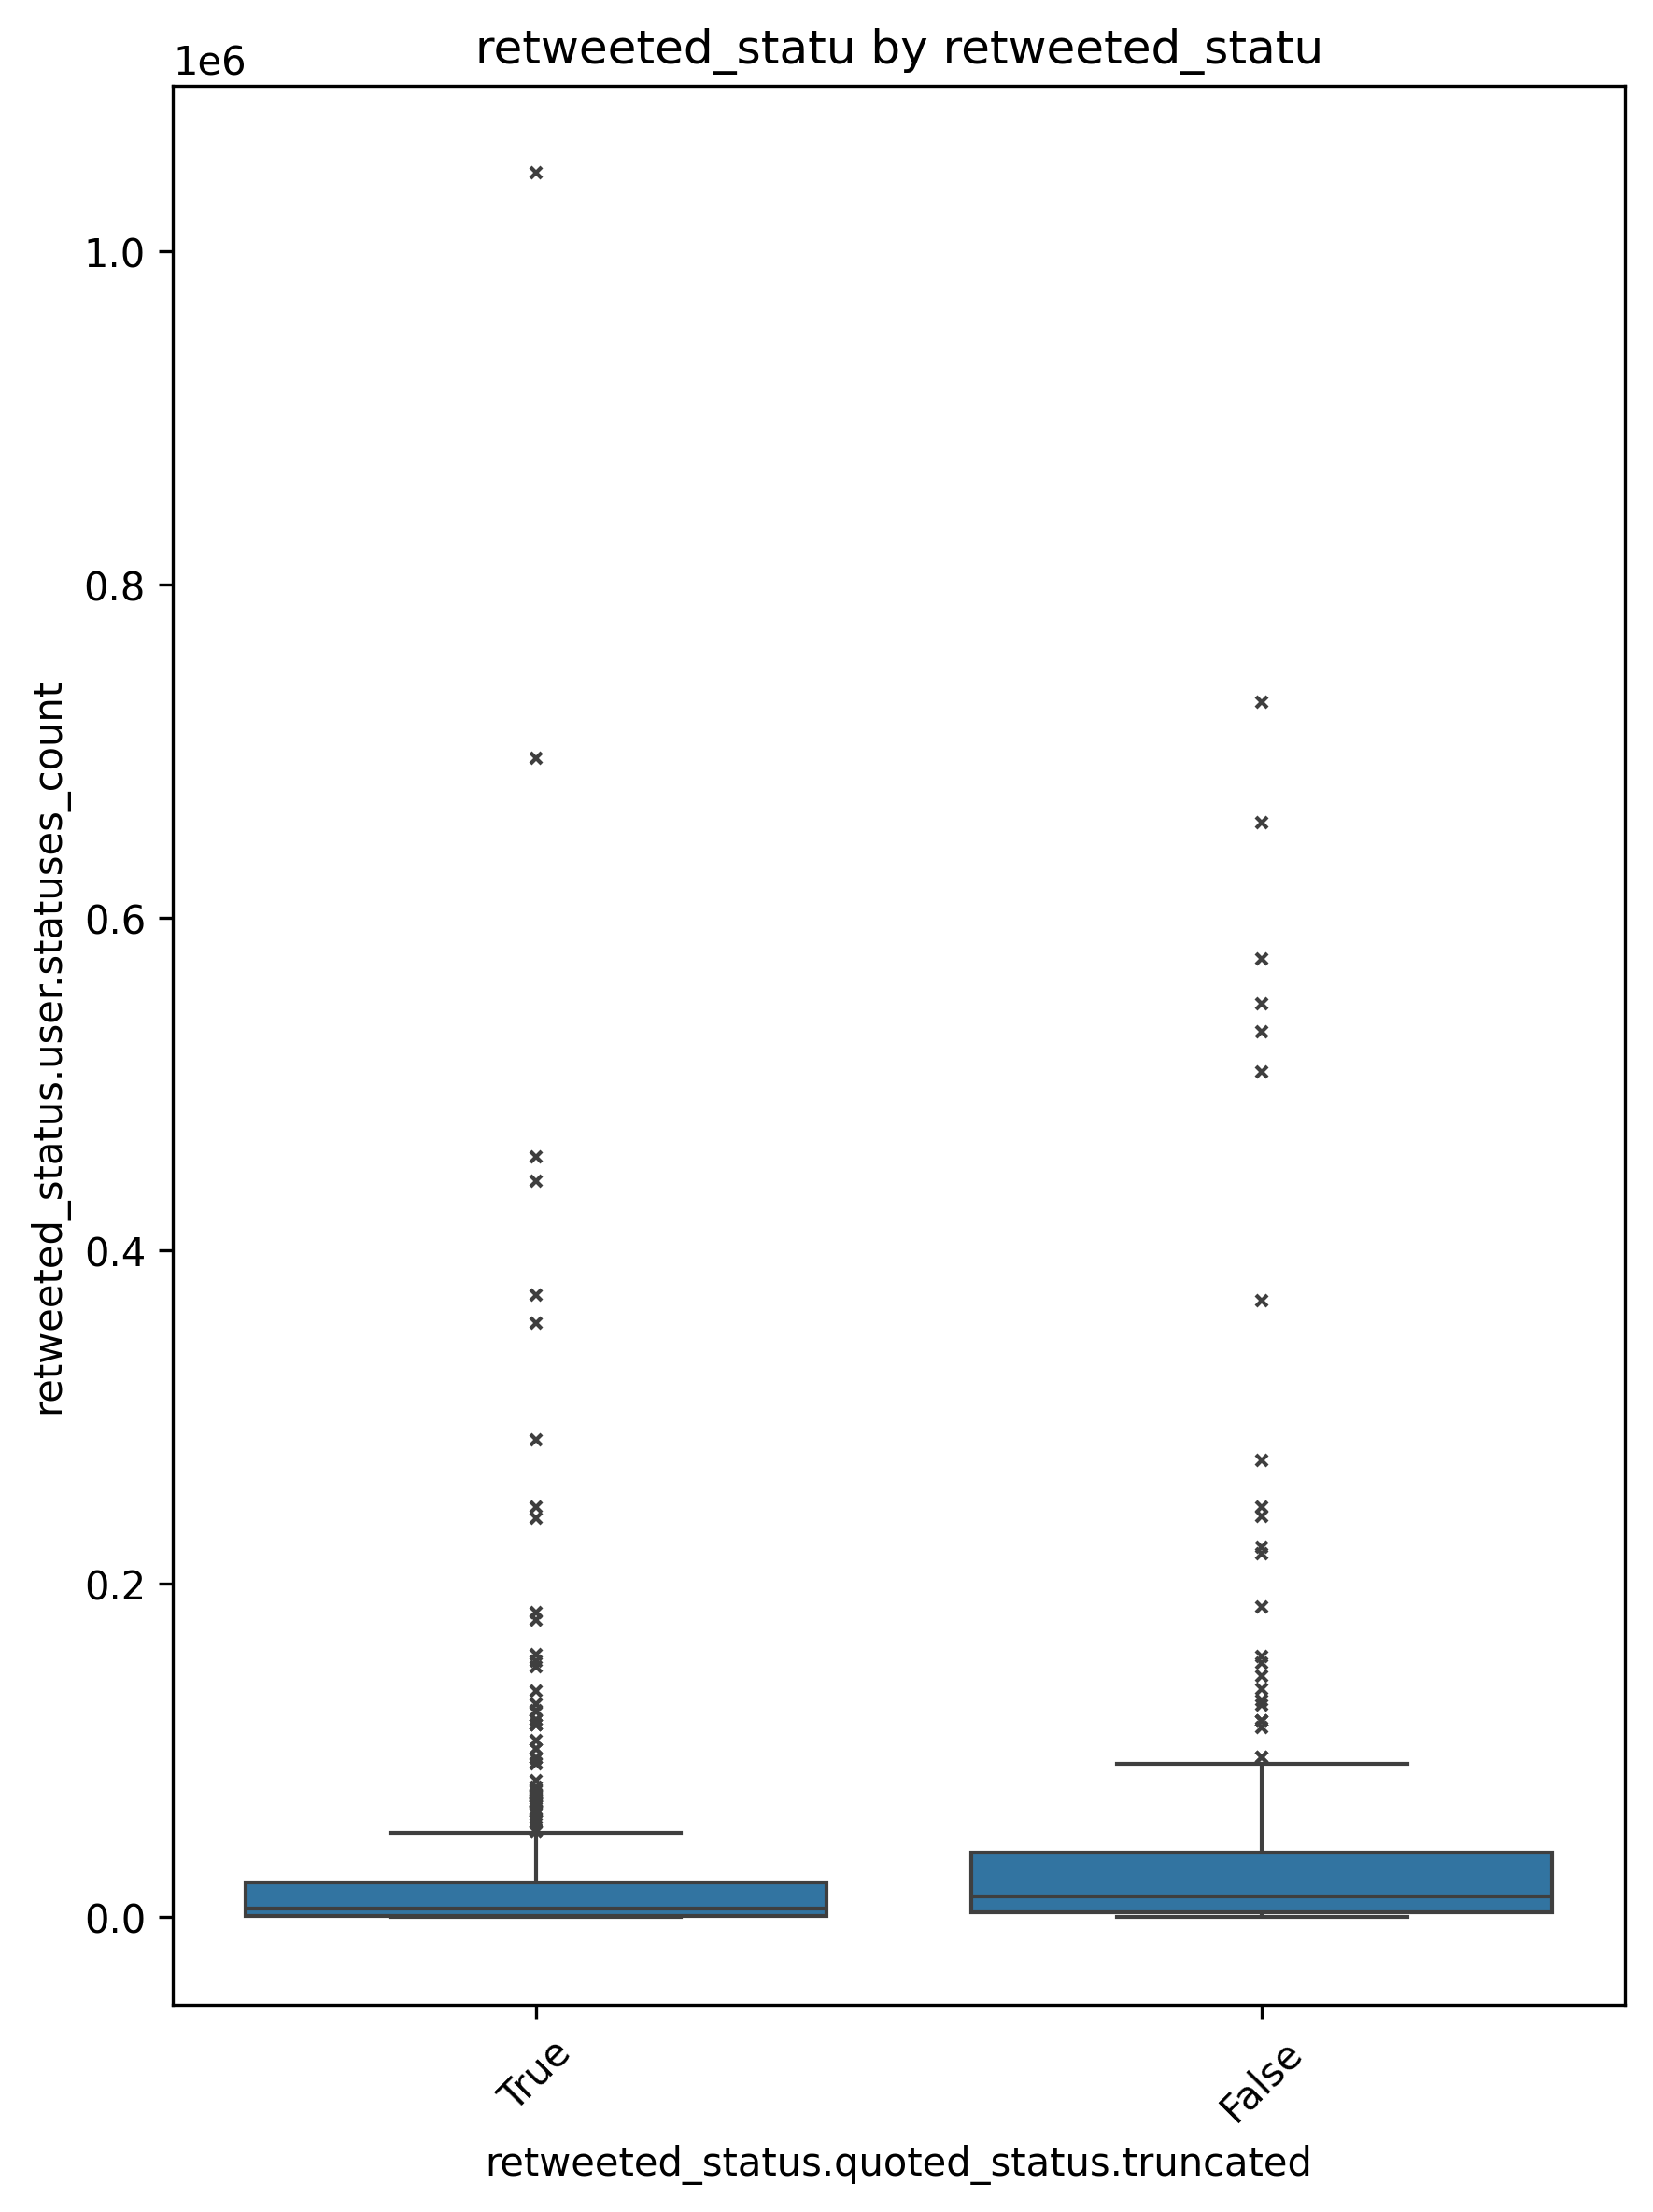 retweeted_statu by retweeted_statu
1e6
1.0
0.8
0.6
0.4
0.2
0.0
retweeted_status.user.statuses_count
True
False
retweeted_status.quoted_status.truncated